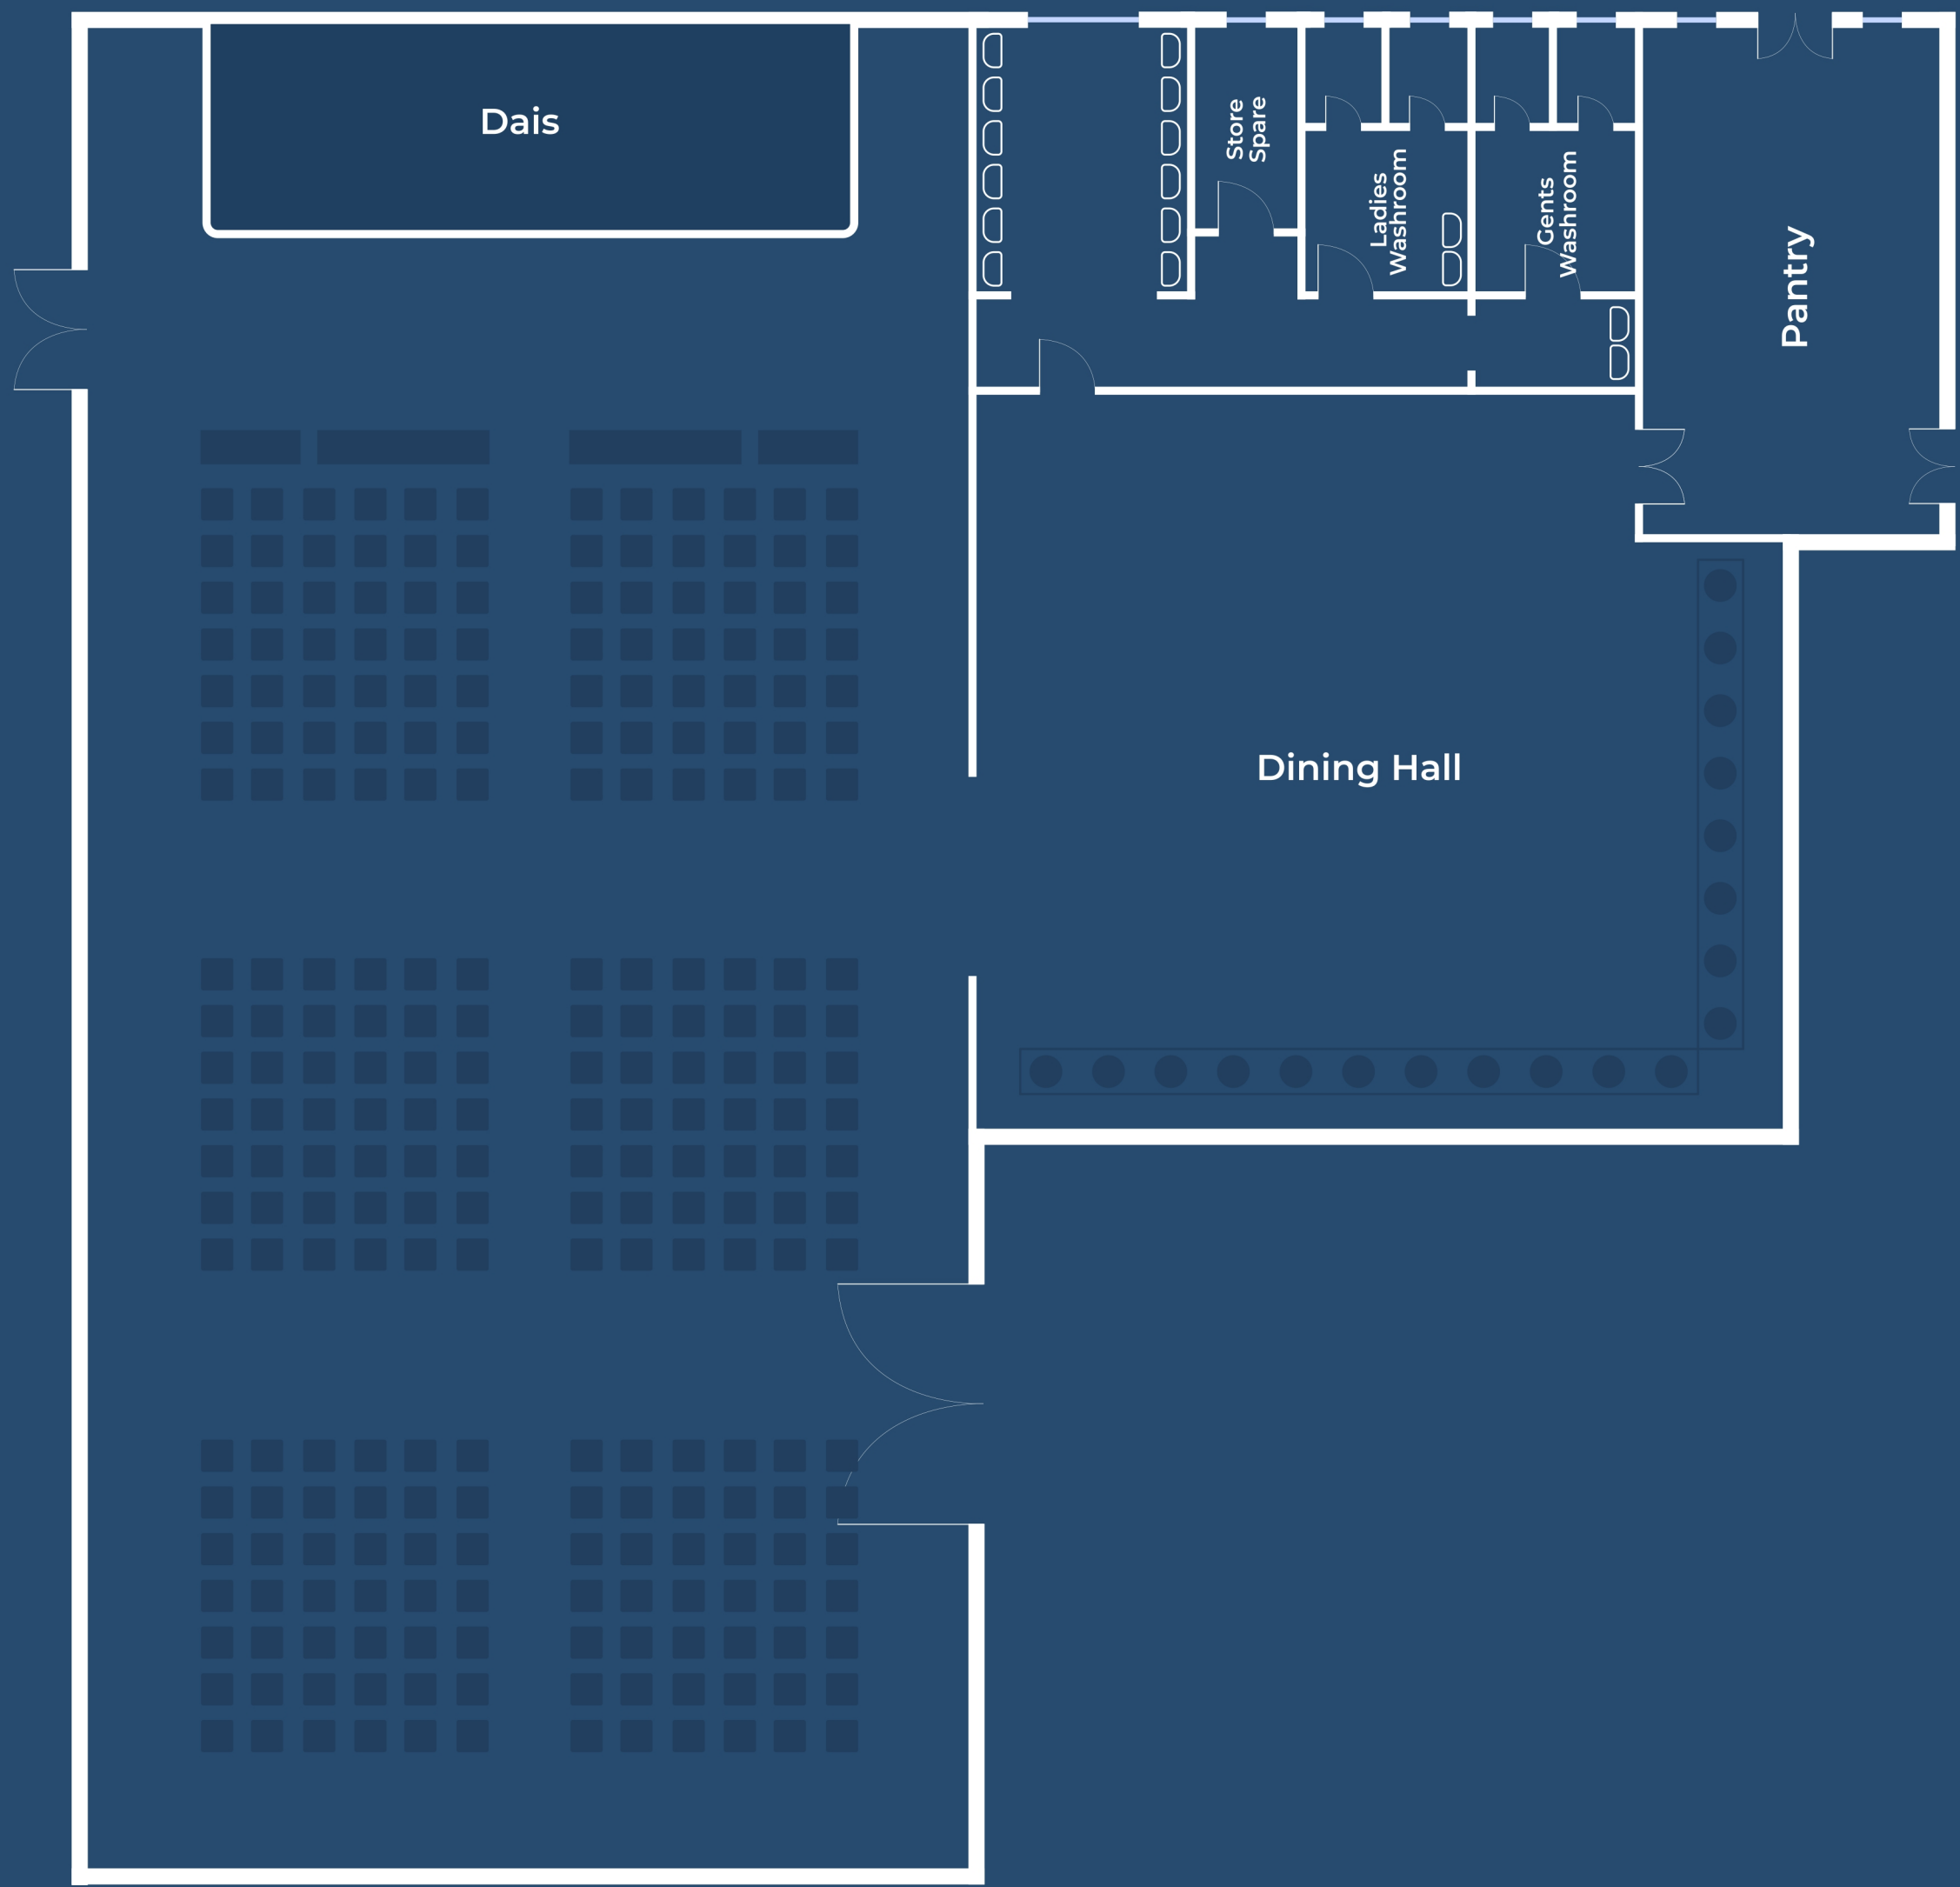 Dais
Store
Spare
Ladies
Washroom
Gents
Washroom
Pantry
Dining Hall